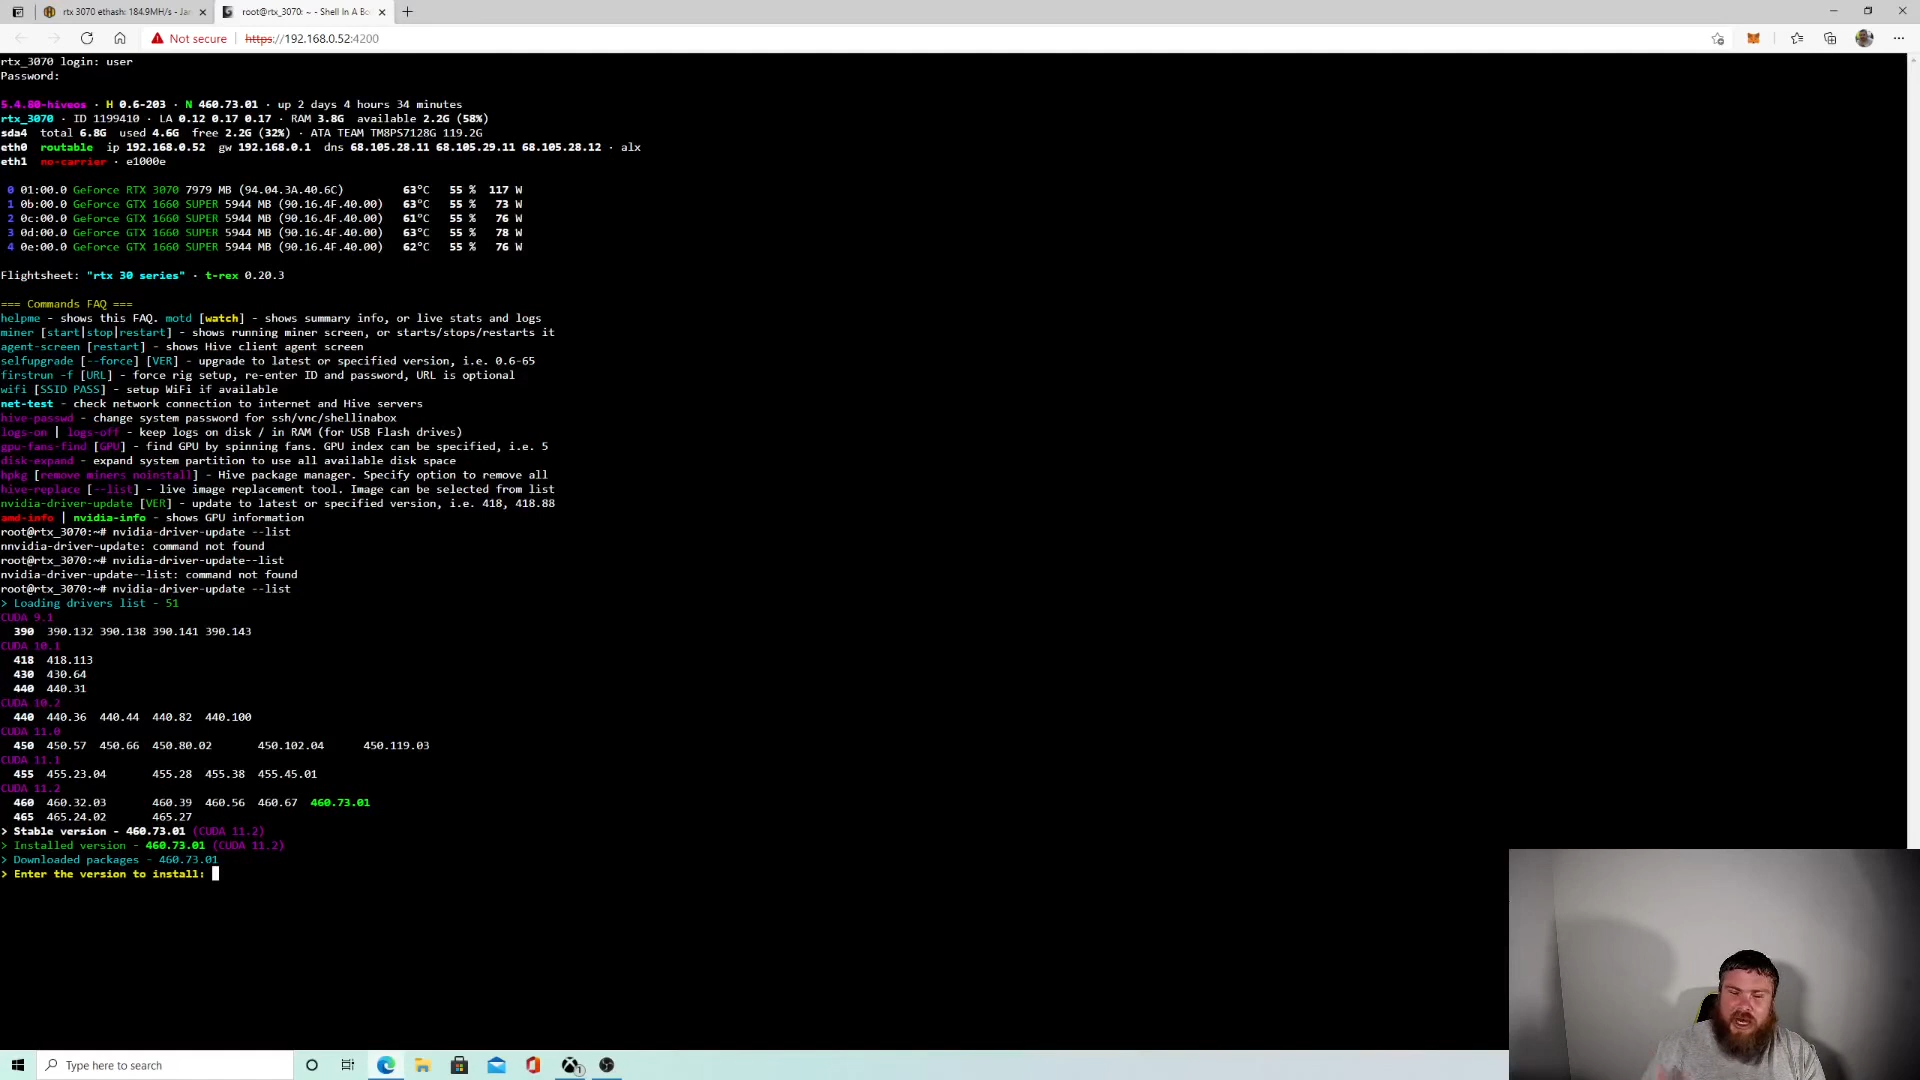 rtx 3070 ethash: 184.9MH/s - Jar
root@rtx_3070: ~ - Shell In A Bo
Not secure
https://192.168.0.52:4200
rtx_3070 login: user
Password:
5.4.80-hiveos · H 0.6-203 · N 460.73.01 · up 2 days 4 hours 34 minutes
rtx_3070 · ID 1199410 · LA 0.12 0.17 0.17 · RAM 3.8G available 2.2G (58%)
sda4 total 6.8G used 4.6G free 2.2G (32%) · ATA TEAM TM8PS7128G 119.2G
eth0 routable ip 192.168.0.52 gw 192.168.0.1 dns 68.105.28.11 68.105.29.11 68.105.28.12 · alx
eth1 no-carrier · e1000e
0 01:00.0 GeForce RTX 3070 7979 MB (94.04.3A.40.6C) 63°C 55 % 117 W
1 0b:00.0 GeForce GTX 1660 SUPER 5944 MB (90.16.4F.40.00) 63°C 55 % 73 W
2 0c:00.0 GeForce GTX 1660 SUPER 5944 MB (90.16.4F.40.00) 61°C 55 % 76 W
3 0d:00.0 GeForce GTX 1660 SUPER 5944 MB (90.16.4F.40.00) 63°C 55 % 78 W
4 0e:00.0 GeForce GTX 1660 SUPER 5944 MB (90.16.4F.40.00) 62°C 55 % 76 W
Flightsheet: "rtx 30 series" · t-rex 0.20.3
=== Commands FAQ ===
helpme - shows this FAQ. motd [watch] - shows summary info, or live stats and logs
miner [start|stop|restart] - shows running miner screen, or starts/stops/restarts it
agent-screen [restart] - shows Hive client agent screen
selfupgrade [--force] [VER] - upgrade to latest or specified version, i.e. 0.6-65
firstrun -f [URL] - force rig setup, re-enter ID and password, URL is optional
wifi [SSID PASS] - setup WiFi if available
net-test - check network connection to internet and Hive servers
hive-passwd - change system password for ssh/vnc/shellinabox
logs-on | logs-off - keep logs on disk / in RAM (for USB Flash drives)
gpu-fans-find [GPU] - find GPU by spinning fans. GPU index can be specified, i.e. 5
disk-expand - expand system partition to use all available disk space
hpkg [remove miners noinstall] - Hive package manager. Specify option to remove all
hive-replace [--list] - live image replacement tool. Image can be selected from list
nvidia-driver-update [VER] - update to latest or specified version, i.e. 418, 418.88
amd-info | nvidia-info - shows GPU information
root@rtx_3070:~# nvidia-driver-update --list
nnvidia-driver-update: command not found
root@rtx_3070:~# nvidia-driver-update--list
nvidia-driver-update--list: command not found
root@rtx_3070:~# nvidia-driver-update --list
> Loading drivers list - 51
CUDA 9.1
390 390.132 390.138 390.141 390.143
CUDA 10.1
418 418.113
430 430.64
440 440.31
CUDA 10.2
440 440.36 440.44 440.82 440.100
CUDA 11.0
450 450.57 450.66 450.80.02 450.102.04 450.119.03
CUDA 11.1
455 455.23.04 455.28 455.38 455.45.01
CUDA 11.2
460 460.32.03 460.39 460.56 460.67 460.73.01
465 465.24.02 465.27
> Stable version - 460.73.01 (CUDA 11.2)
> Installed version - 460.73.01 (CUDA 11.2)
> Downloaded packages - 460.73.01
> Enter the version to install:
Type here to search